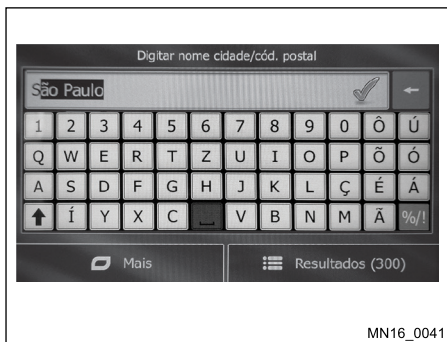 Digitar nome cidade/cód. postal
São Paulo
1 2 3 4 5 6 7 8 9 0 Ô Ú
Q W E R T Z U I O P Õ Ó
A S D F G H J K L Ç É Á
Í Y X C V B N M Ã %/!
Mais Resultados (300)
MN16_0041